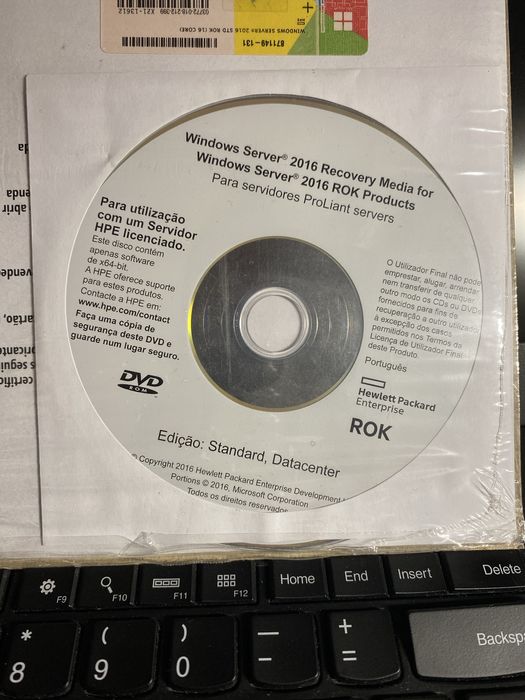 WINDOWS SERVER® 2016 STD ROK (16 CORE)
871149-131
Windows Server® 2016 Recovery Media for
Windows Server® 2016 ROK Products
Para servidores ProLiant servers
Para utilização
com um Servidor
HPE licenciado.
Este disco contém
apenas software
de x64-bit.
A HPE oferece suporte
para estes produtos.
Contacte a HPE em:
www.hpe.com/contact
Faça uma cópia de
segurança deste DVD e
guarde num lugar seguro.
DVD
ROM
O Utilizador Final não pode
emprestar, alugar, arrendar
nem transferir de qualquer
outro modo os CDs ou DVDs
fornecidos para fins de
recuperação a outro utilizador
à excepção dos casos
permitidos nos Termos da
Licença de Utilizador Final
deste Produto.
Português
Hewlett Packard
Enterprise
ROK
Edição: Standard, Datacenter
© Copyright 2016 Hewlett Packard Enterprise Development
Portions © 2016, Microsoft Corporation
Todos os direitos reservados
abrir
F9
F10
F11
F12
Home
End
Insert
Delete
* ( ) — +
8 9 0 - =
Backsp